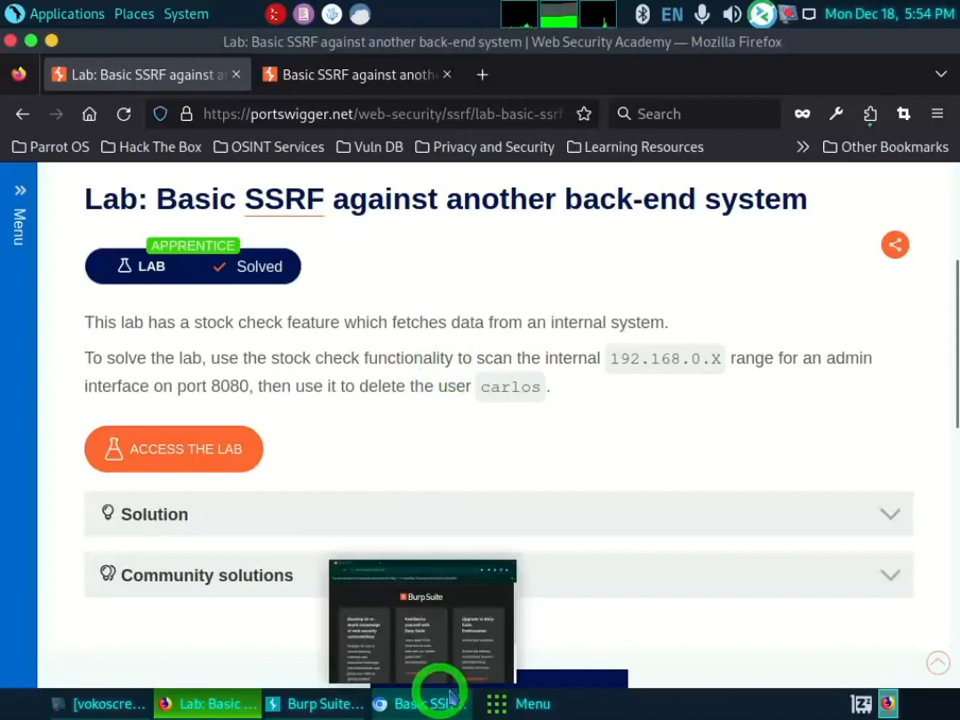 Applications Places System
EN
Mon Dec 18, 5:54 PM
Lab: Basic SSRF against another back-end system | Web Security Academy — Mozilla Firefox
Lab: Basic SSRF against a
Basic SSRF against anoth
https://portswigger.net/web-security/ssrf/lab-basic-ssrf
Search
Parrot OS
Hack The Box
OSINT Services
Vuln DB
Privacy and Security
Learning Resources
Other Bookmarks
Menu
Lab: Basic SSRF against another back-end system
APPRENTICE
LAB
Solved
This lab has a stock check feature which fetches data from an internal system.
To solve the lab, use the stock check functionality to scan the internal 192.168.0.X range for an admin
interface on port 8080, then use it to delete the user carlos.
ACCESS THE LAB
Solution
Community solutions
Burp Suite
[vokoscre...
Lab: Basic ...
Burp Suite...
Basic SS
Menu